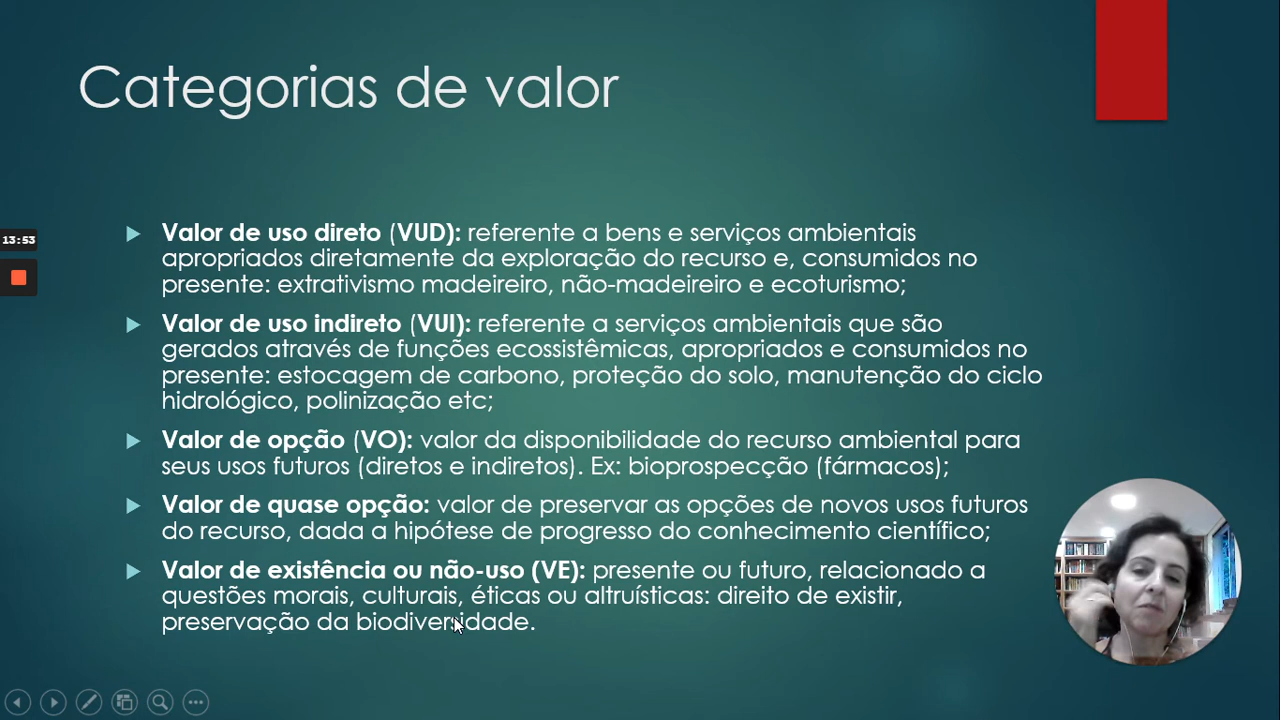 Categorias de valor
13:53
Valor de uso direto (VUD): referente a bens e serviços ambientais
apropriados diretamente da exploração do recurso e, consumidos no
presente: extrativismo madeireiro, não-madeireiro e ecoturismo;
Valor de uso indireto (VUI): referente a serviços ambientais que são
gerados através de funções ecossistêmicas, apropriados e consumidos no
presente: estocagem de carbono, proteção do solo, manutenção do ciclo
hidrológico, polinização etc;
Valor de opção (VO): valor da disponibilidade do recurso ambiental para
seus usos futuros (diretos e indiretos). Ex: bioprospecção (fármacos);
Valor de quase opção: valor de preservar as opções de novos usos futuros
do recurso, dada a hipótese de progresso do conhecimento científico;
Valor de existência ou não-uso (VE): presente ou futuro, relacionado a
questões morais, culturais, éticas ou altruísticas: direito de existir,
preservação da biodiversidade.